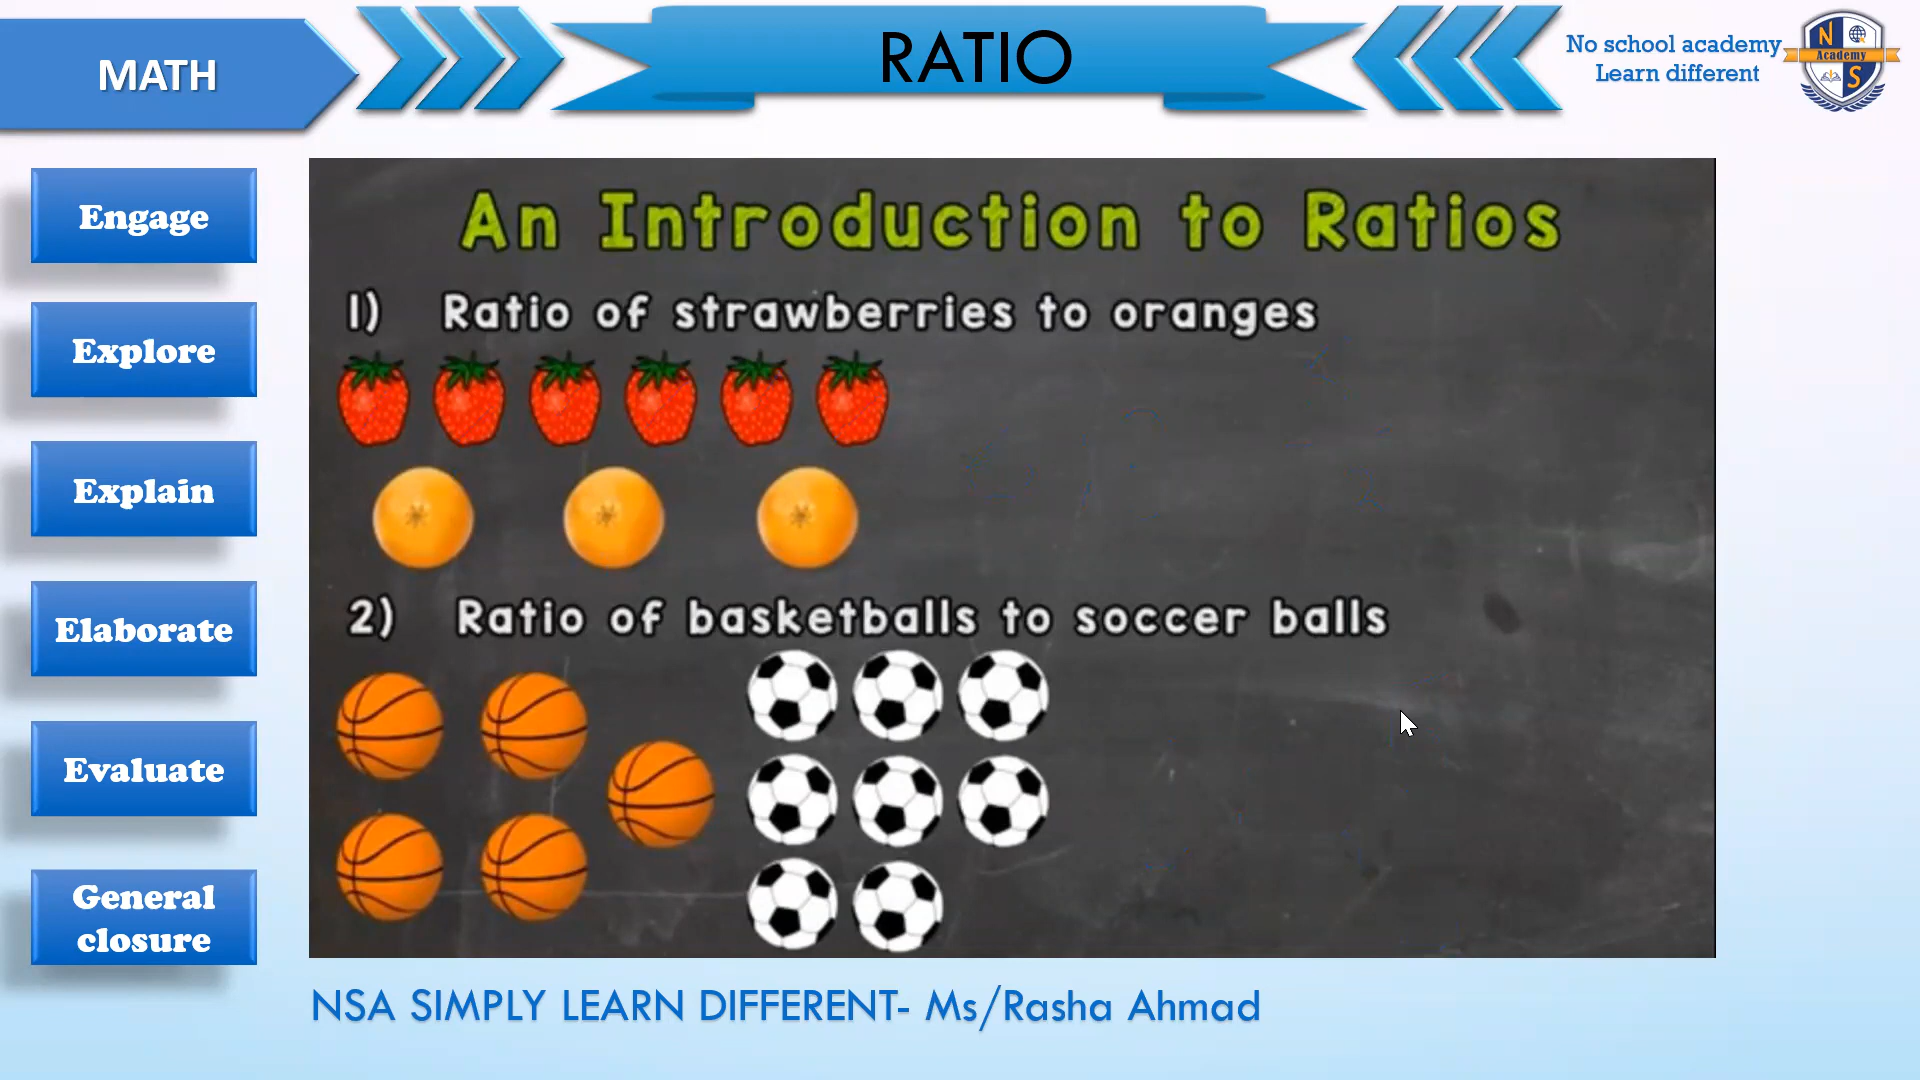 MATH
RATIO
No school academy
Learn different
N
Academy
S
Engage
Explore
Explain
Elaborate
Evaluate
General
closure
An Introduction to Ratios
1) Ratio of strawberries to oranges
2) Ratio of basketballs to soccer balls
NSA SIMPLY LEARN DIFFERENT- Ms/Rasha Ahmad